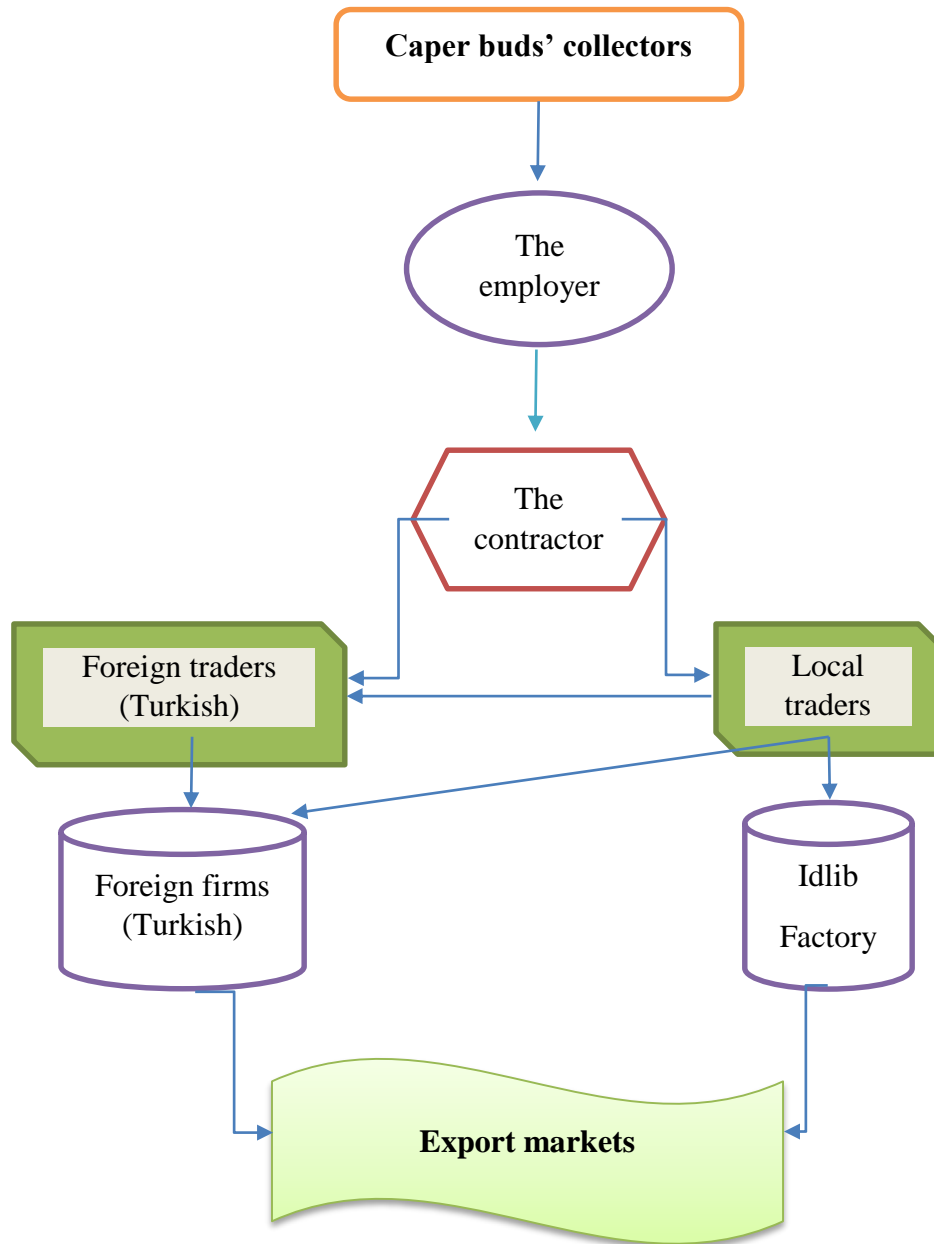 Caper buds’ collectors
The
employer
The
contractor
Foreign traders
(Turkish)
Local
traders
Foreign firms
(Turkish)
Idlib
Factory
Export markets